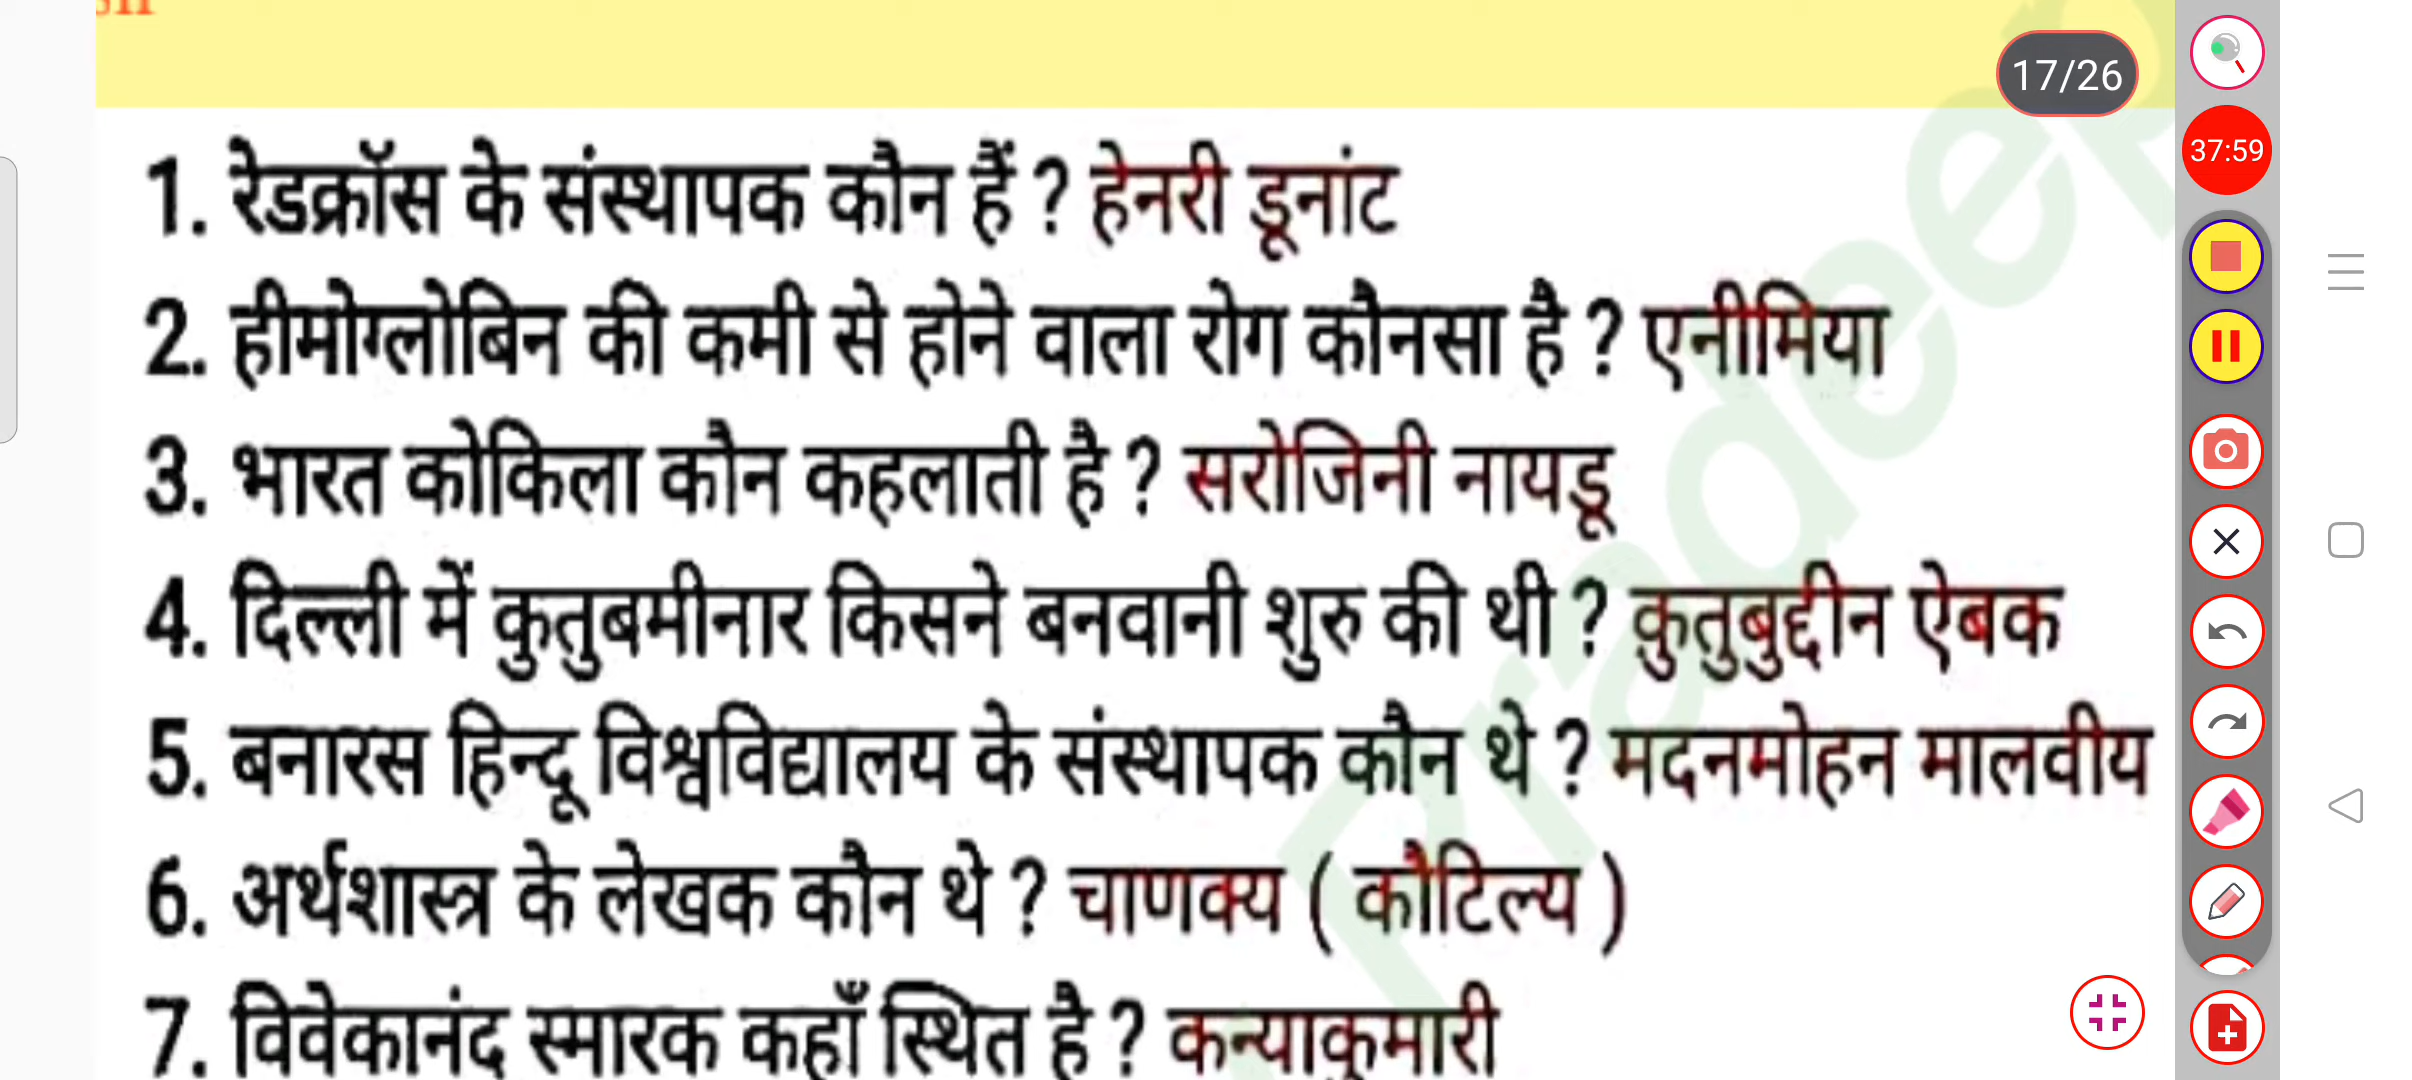 17/26
37:59
1. रेडक्रॉस के संस्थापक कौन हैं ? हेनरी डूनांट
2. हीमोग्लोबिन की कमी से होने वाला रोग कौनसा है ? एनीमिया
3. भारत कोकिला कौन कहलाती है ? सरोजिनी नायडू
4. दिल्ली में कुतुबमीनार किसने बनवानी शुरु की थी ? क़ुतुबुद्दीन ऐबक
5. बनारस हिन्दू विश्वविद्यालय के संस्थापक कौन थे ? मदनमोहन मालवीय
6. अर्थशास्त्र के लेखक कौन थे ? चाणक्य ( कौटिल्य )
7. विवेकानंद स्मारक कहाँ स्थित है ? कन्याकुमारी
Pradeep